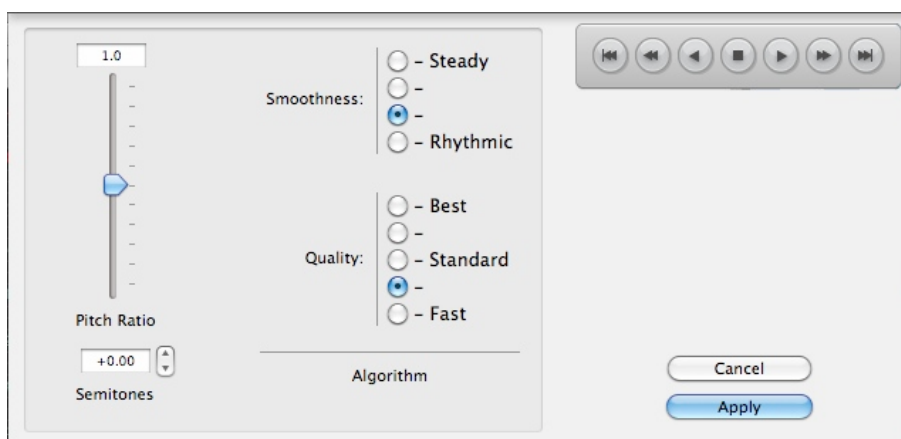 1.0
Pitch Ratio
+0.00
Semitones
Smoothness:
– Steady
–
–
– Rhythmic
Quality:
– Best
–
– Standard
–
– Fast
Algorithm
Cancel
Apply